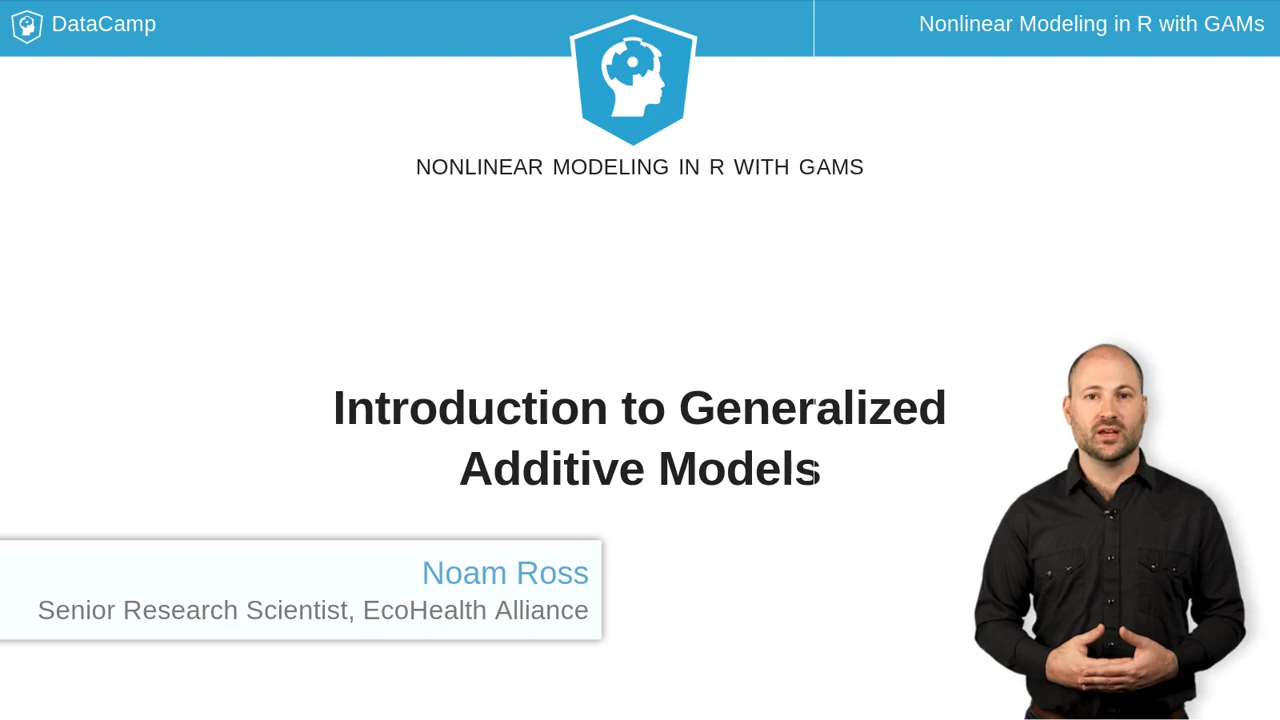 DataCamp
Nonlinear Modeling in R with GAMs
NONLINEAR MODELING IN R WITH GAMS
Introduction to Generalized
Additive Models
Noam Ross
Senior Research Scientist, EcoHealth Alliance